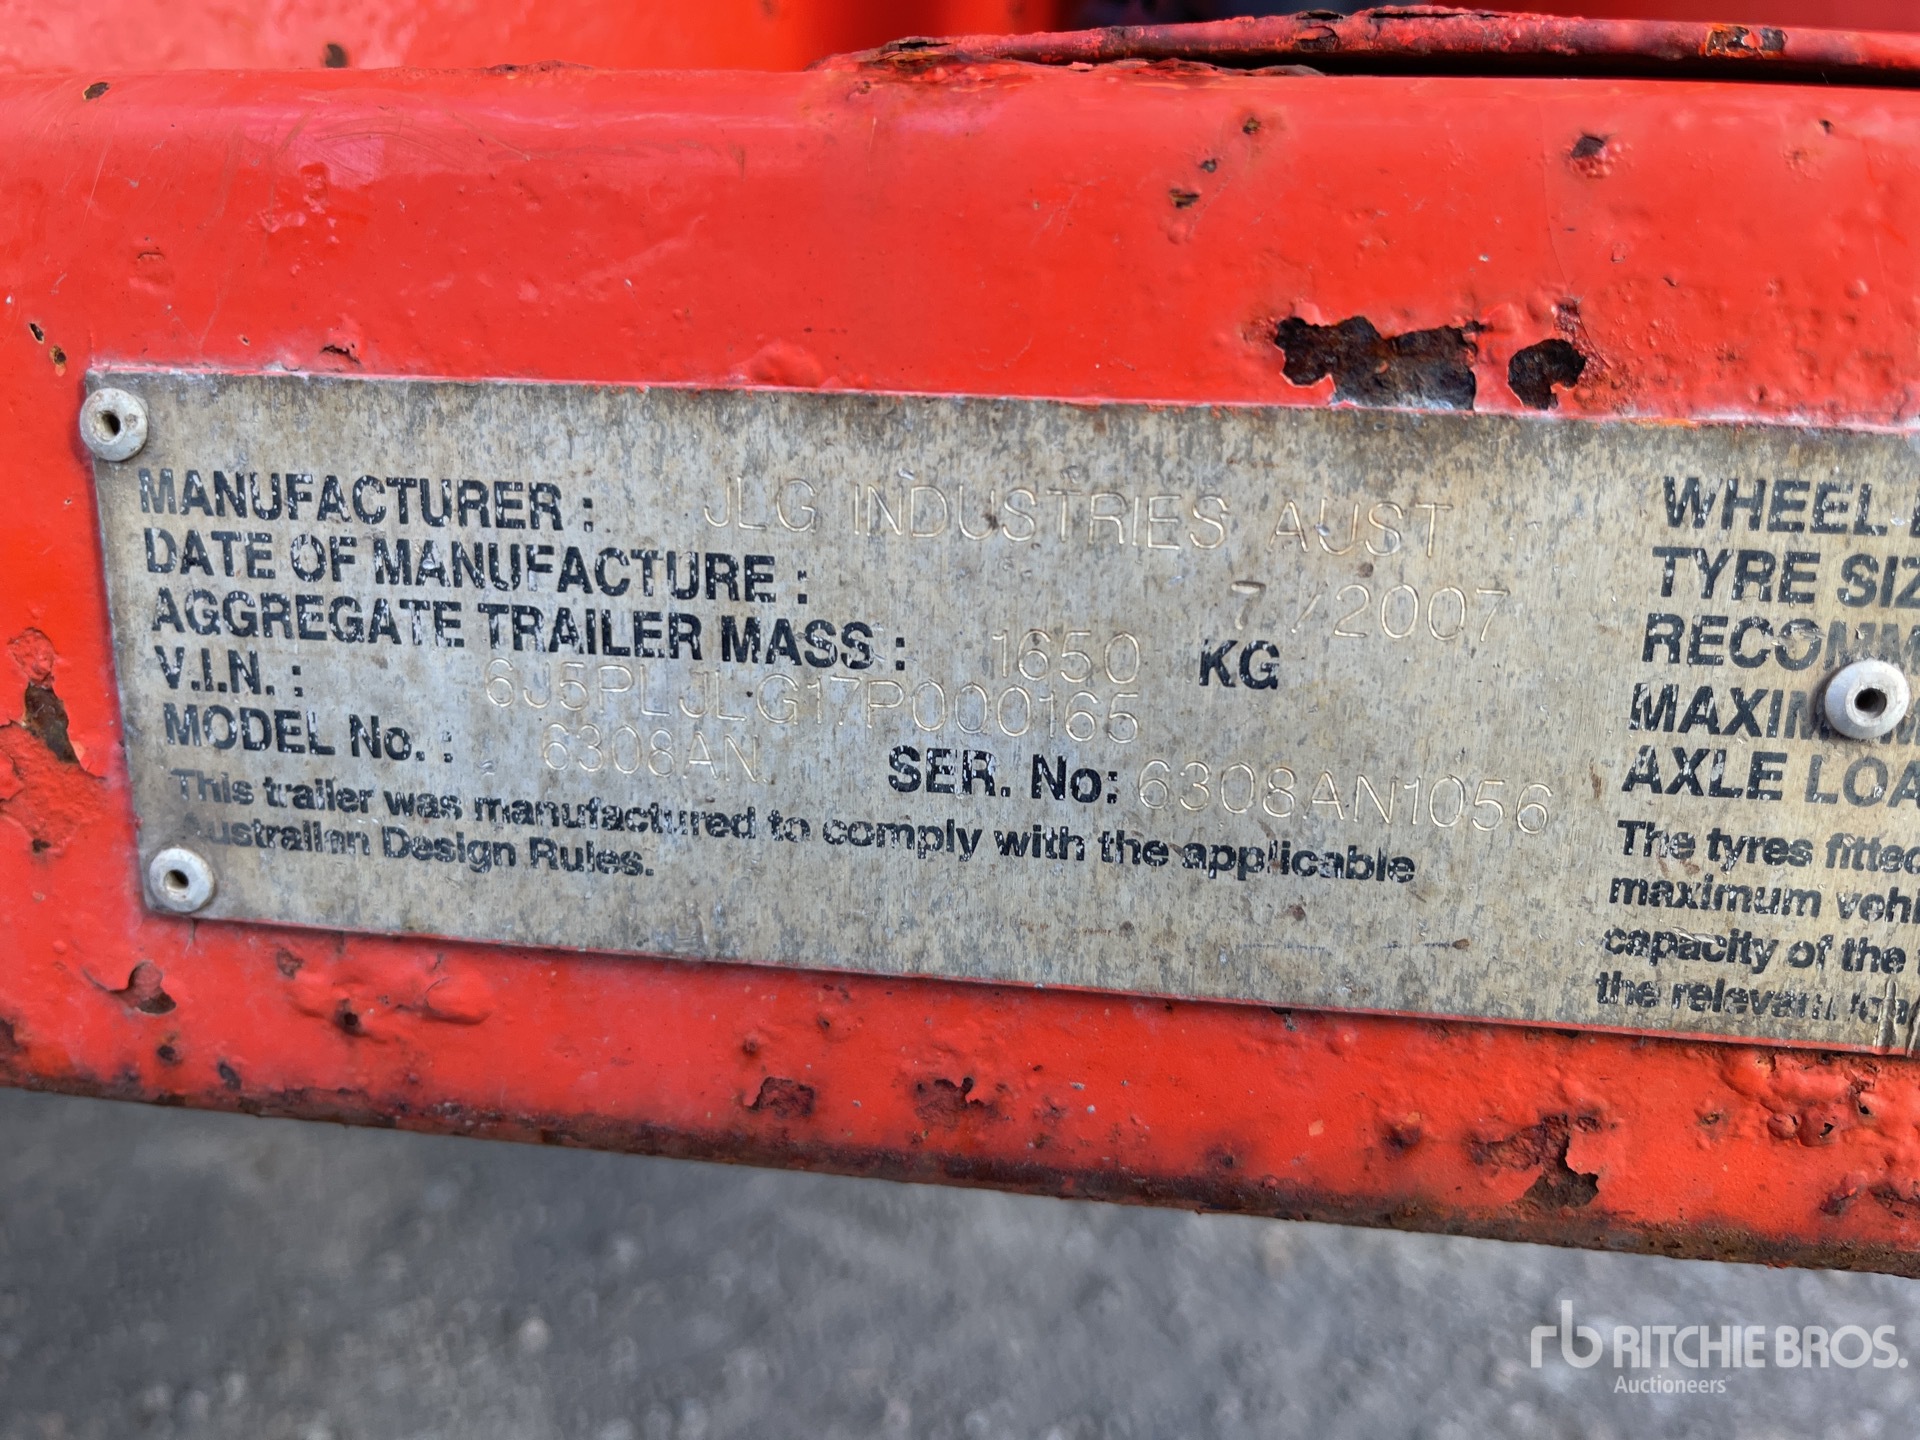 MANUFACTURER : JLG INDUSTRIES AUST
DATE OF MANUFACTURE : 7 /2007
AGGREGATE TRAILER MASS : 1650 KG
V.I.N. : 6J5PLJLG17P000165
MODEL No. : 6308AN SER. No: 6308AN1056
This trailer was manufactured to comply with the applicable
Australian Design Rules.
WHEEL
TYRE SIZ
RECOMM
MAXIM
AXLE LOA
The tyres fitted
maximum vehi
capacity of the
the relevant
rb RITCHIE BROS.
Auctioneers